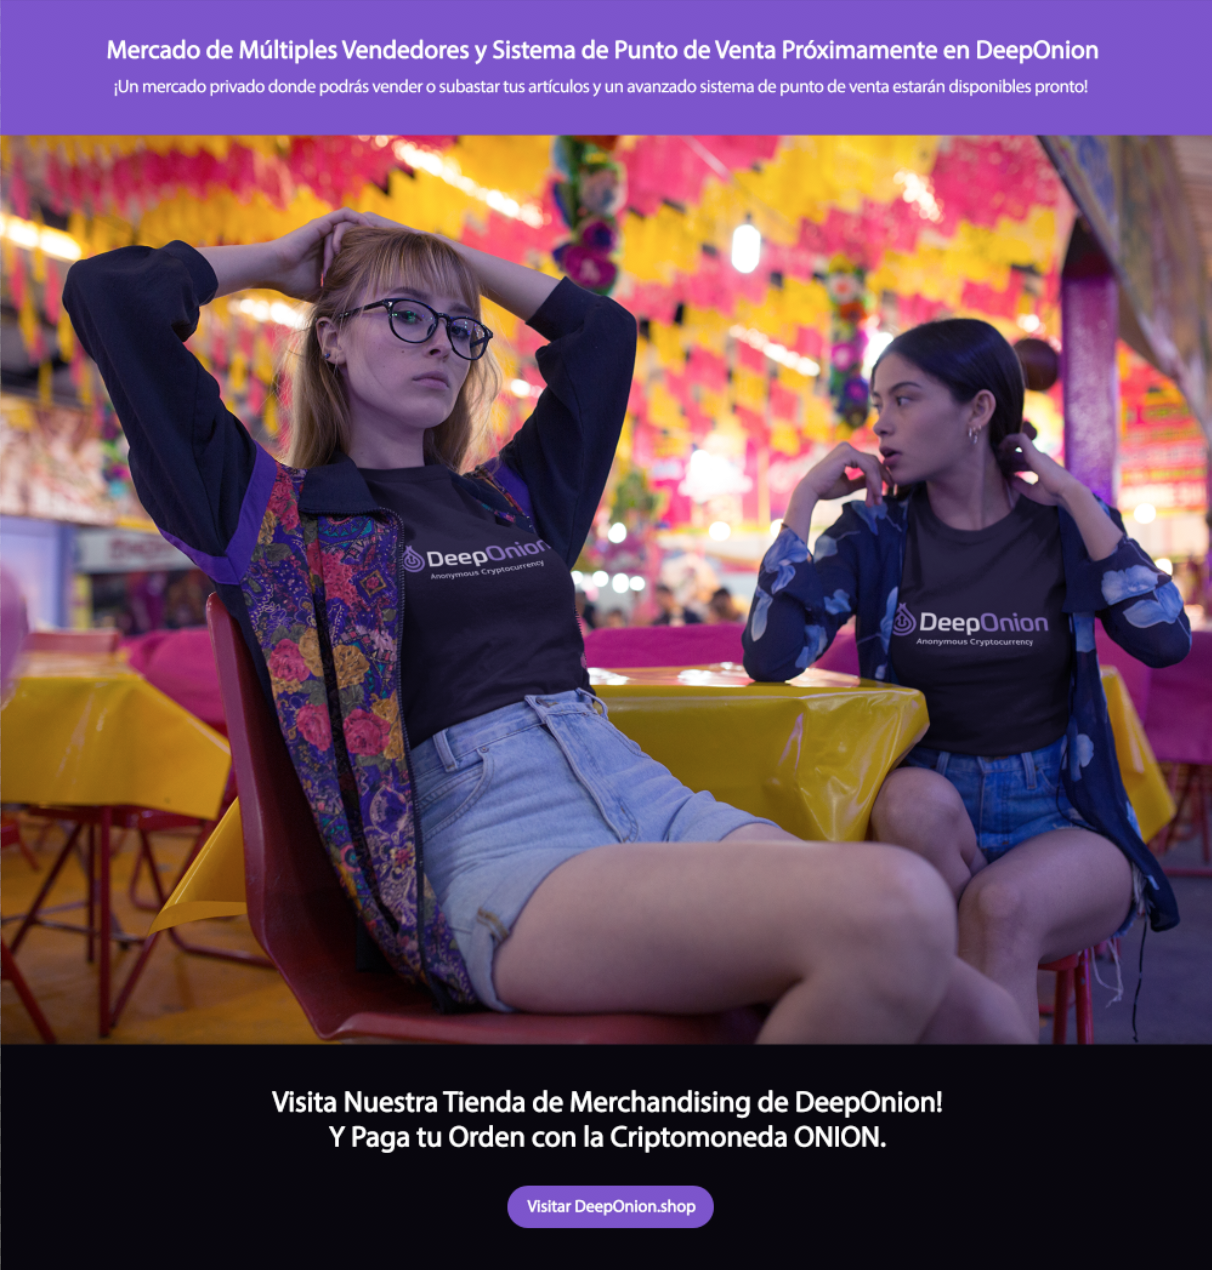 Mercado de Múltiples Vendedores y Sistema de Punto de Venta Próximamente en DeepOnion
¡Un mercado privado donde podrás vender o subastar tus artículos y un avanzado sistema de punto de venta estarán disponibles pronto!
DeepOnion
Anonymous Cryptocurrency
DeepOnion
Anonymous Cryptocurrency
Visita Nuestra Tienda de Merchandising de DeepOnion!
Y Paga tu Orden con la Criptomoneda ONION.
Visitar DeepOnion.shop